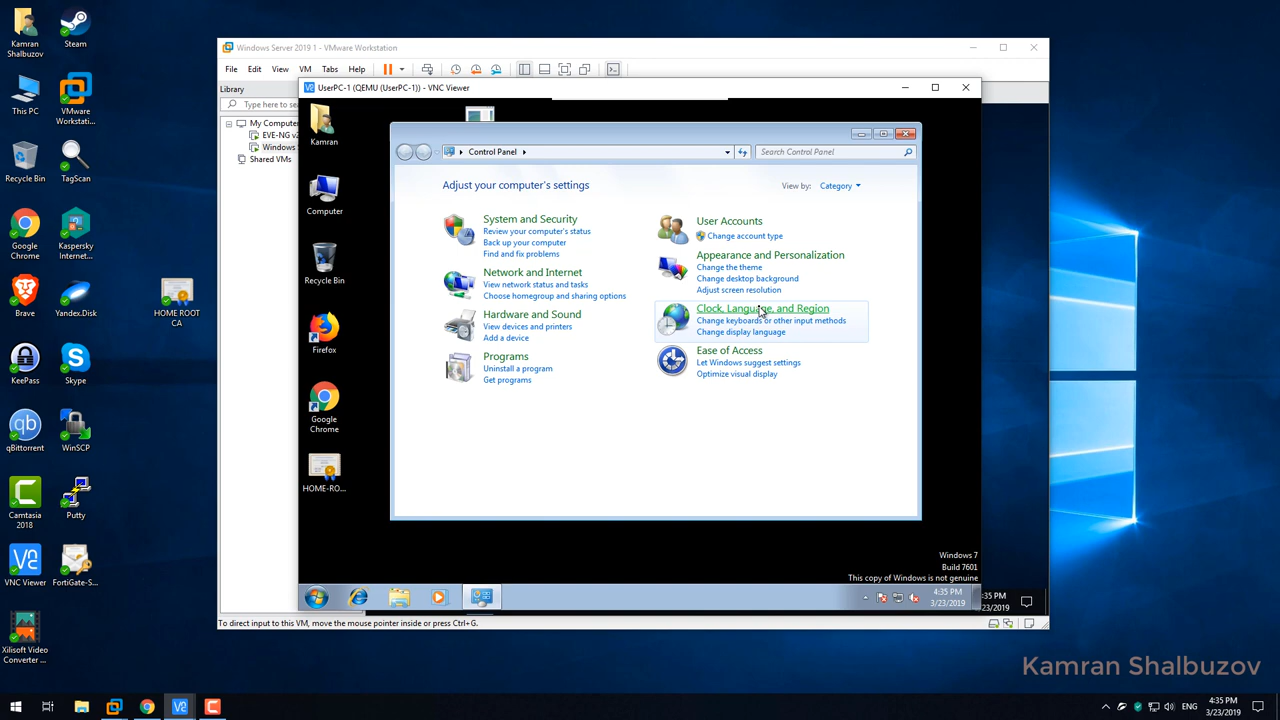 Kamran
Shalbuzov
Steam
This PC
VMware
Workstati...
Recycle Bin
TagScan
Google
Chrome
Kaspersky
Internet...
Brave
Yandex.Disk
HOME ROOT
CA
KeePass
Skype
qBittorrent
WinSCP
Camtasia
2018
Putty
VNC Viewer
FortiGate-S...
Xilisoft Video
Converter ...
Windows Server 2019 1 - VMware Workstation
File Edit View VM Tabs Help
Library
Type here to sea
My Compute
EVE-NG v2
Windows S
Shared VMs
UserPC-1 (QEMU (UserPC-1)) - VNC Viewer
Kamran
Computer
Recycle Bin
Firefox
Google
Chrome
HOME-RO...
Control Panel
Search Control Panel
Adjust your computer's settings
View by: Category
System and Security
Review your computer's status
Back up your computer
Find and fix problems
Network and Internet
View network status and tasks
Choose homegroup and sharing options
Hardware and Sound
View devices and printers
Add a device
Programs
Uninstall a program
Get programs
User Accounts
Change account type
Appearance and Personalization
Change the theme
Change desktop background
Adjust screen resolution
Clock, Language, and Region
Change keyboards or other input methods
Change display language
Ease of Access
Let Windows suggest settings
Optimize visual display
Windows 7
Build 7601
This copy of Windows is not genuine
4:35 PM
3/23/2019
:35 PM
/23/2019
To direct input to this VM, move the mouse pointer inside or press Ctrl+G.
Kamran Shalbuzov
ENG
4:35 PM
3/23/2019